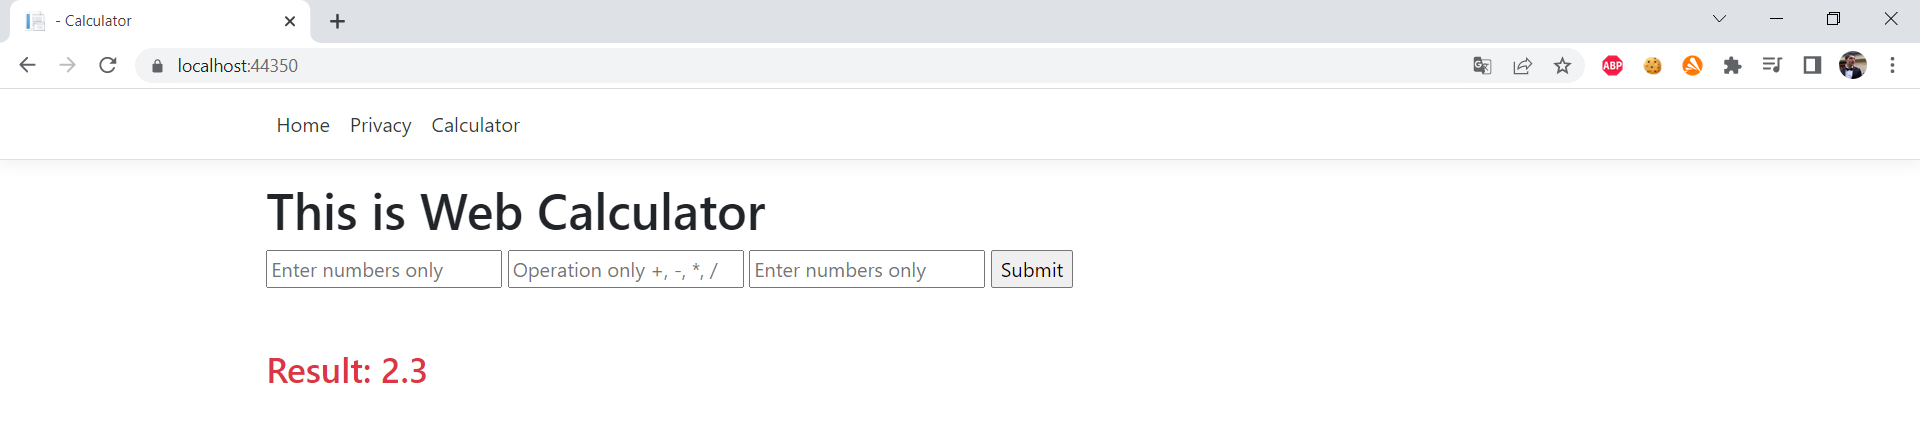 - Calculator
localhost:44350
ABP
Home Privacy Calculator
This is Web Calculator
Enter numbers only Operation only +, -, *, / Enter numbers only Submit
Result: 2.3